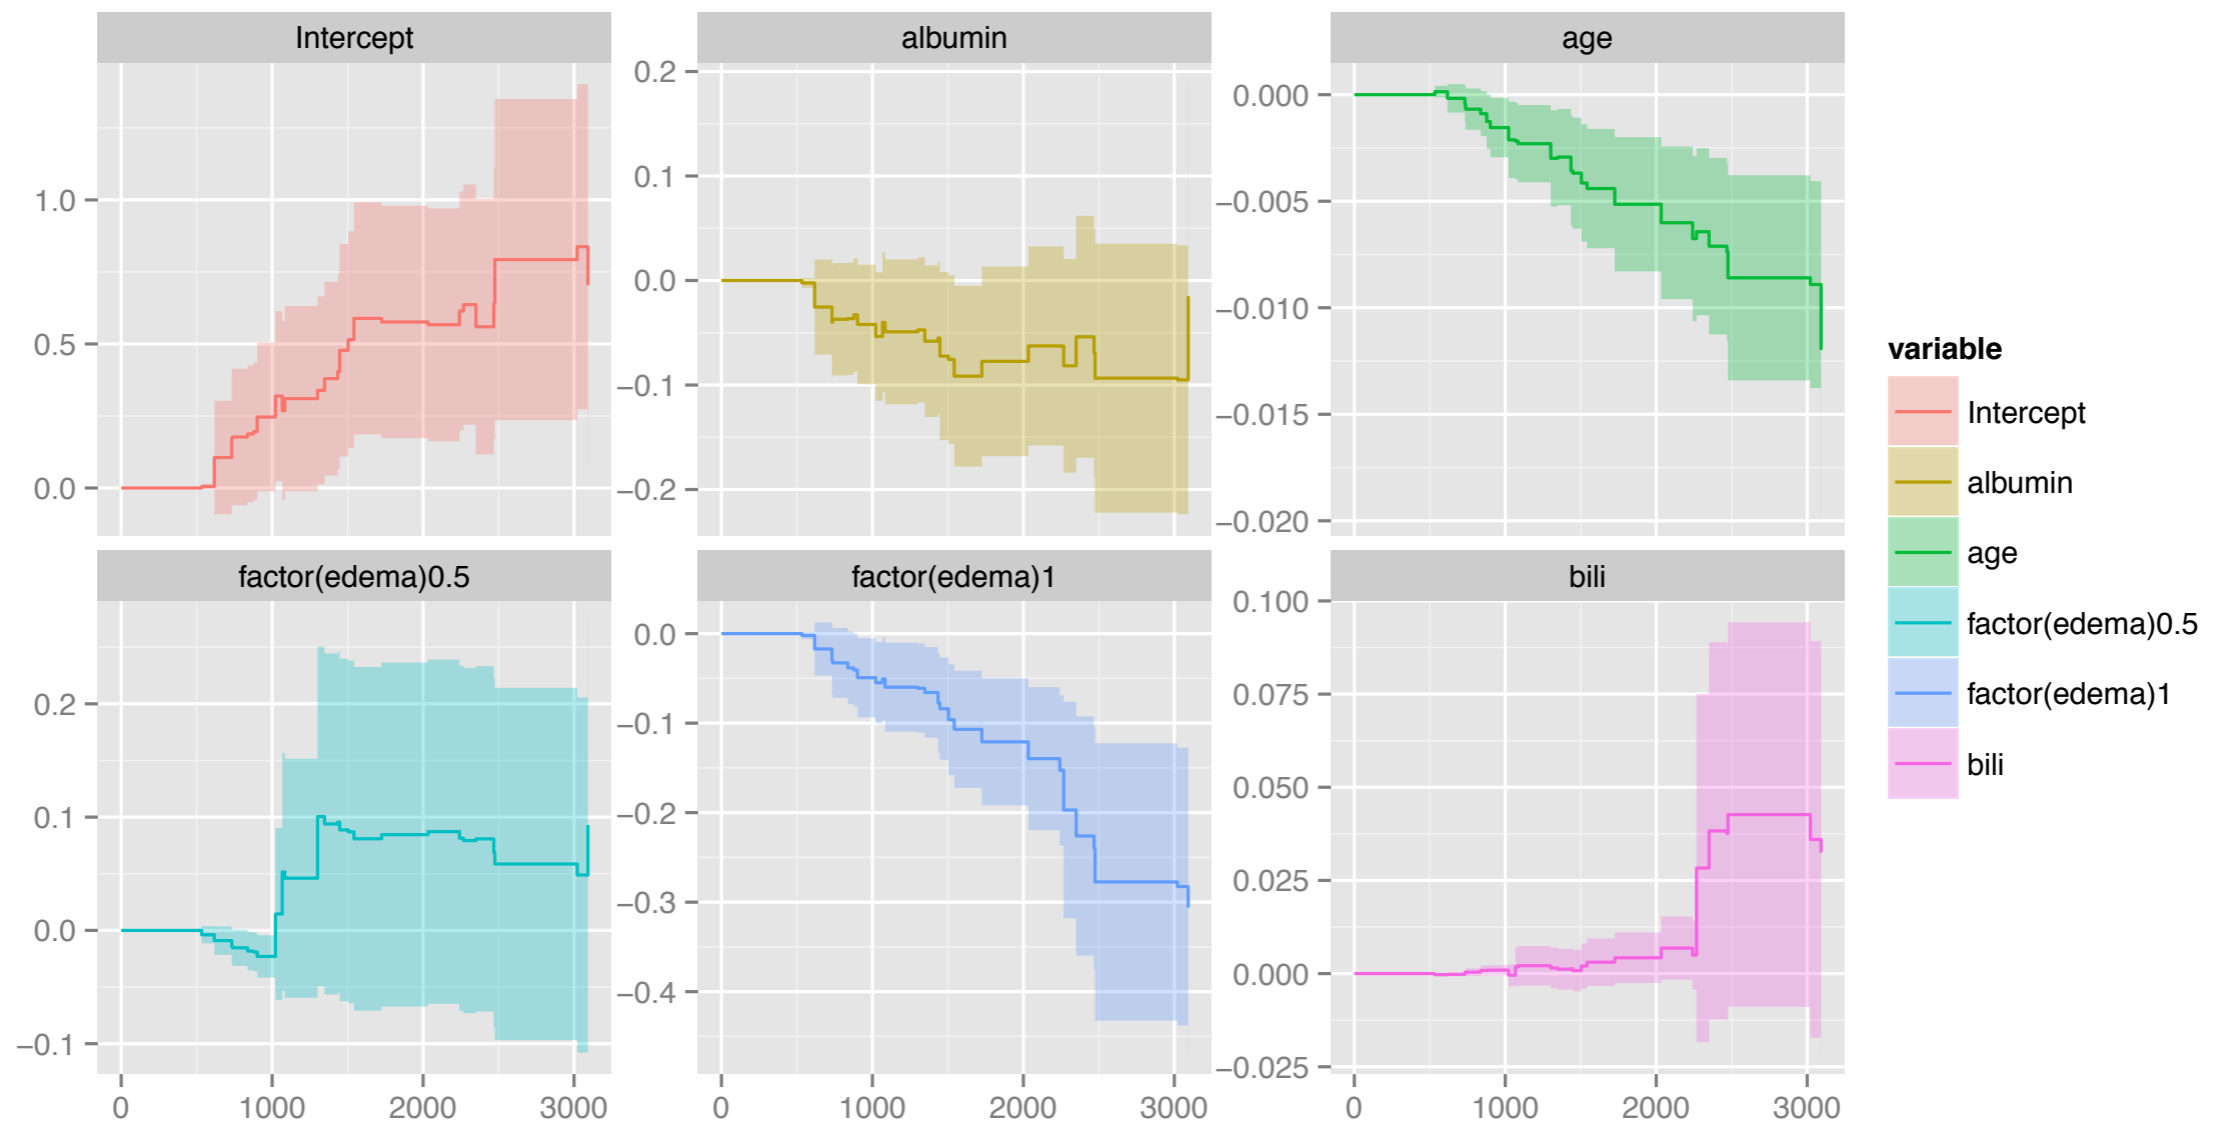 Intercept
albumin
age
1.0
0.5
0.0
0.2
0.1
0.0
−0.1
−0.2
0.000
−0.005
−0.010
−0.015
−0.020
variable
Intercept
albumin
age
factor(edema)0.5
factor(edema)1
bili
factor(edema)0.5
factor(edema)1
bili
0.2
0.1
0.0
−0.1
0.0
−0.1
−0.2
−0.3
−0.4
0.100
0.075
0.050
0.025
0.000
−0.025
0 1000 2000 3000
0 1000 2000 3000
0 1000 2000 3000